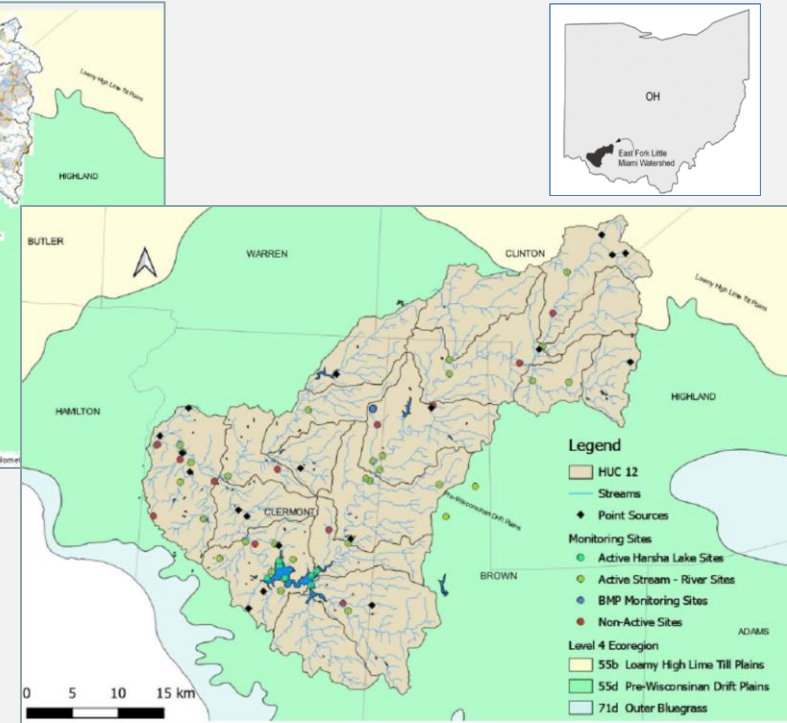 Loamy High Lime Till Plains
HIGHLAND
OH
East Fork Little
Miami Watershed
BUTLER
WARREN
CLINTON
Loamy High Lime Till Plains
HAMILTON
HIGHLAND
CLERMONT
Pre-Wisconsinan Drift Plains
BROWN
ADAMS
Legend
HUC 12
Streams
Point Sources
Monitoring Sites
Active Harsha Lake Sites
Active Stream - River Sites
BMP Monitoring Sites
Non-Active Sites
Level 4 Ecoregion
55b Loamy High Lime Till Plains
55d Pre-Wisconsinan Drift Plains
71d Outer Bluegrass
0 5 10 15 km